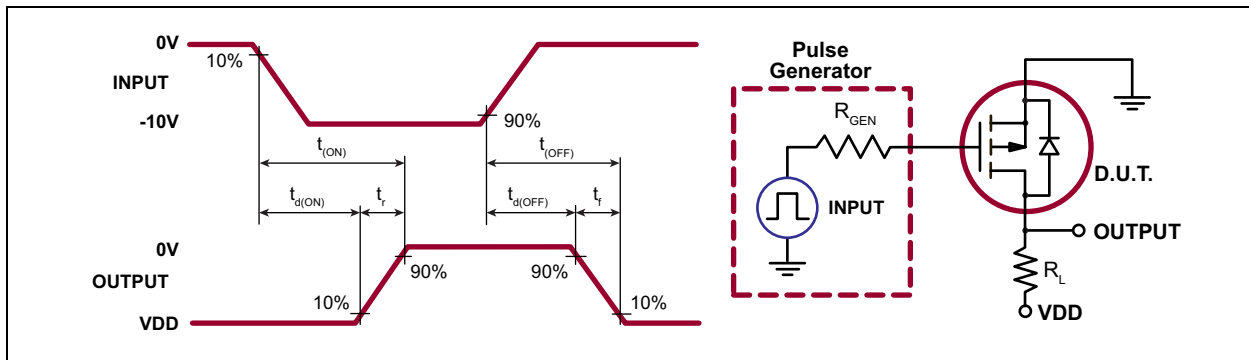 0V
10%
INPUT
-10V
90%
t(ON)
t(OFF)
td(ON)
tr
td(OFF)
tf
0V
OUTPUT
90%
90%
10%
10%
VDD
Pulse
Generator
RGEN
INPUT
D.U.T.
OUTPUT
RL
VDD